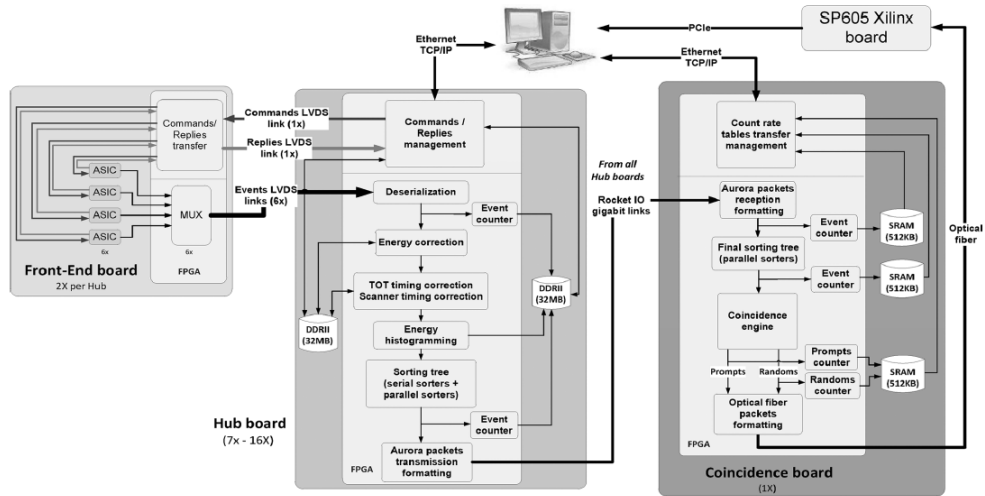 SP605 Xilinx
board
PCIe
Ethernet
TCP/IP
Ethernet
TCP/IP
Commands/
Replies
transfer
ASIC
ASIC
ASIC
ASIC
6x
MUX
6x
FPGA
Front-End board
2X per Hub
Commands LVDS
link (1x)
Replies LVDS
link (1x)
Events LVDS
links (6x)
Commands /
Replies
management
Deserialization
Event
counter
Energy correction
TOT timing correction
Scanner timing correction
DDRII
(32MB)
DDRII
(32MB)
Energy
histogramming
Sorting tree
(serial sorters +
parallel sorters)
Event
counter
Aurora packets
transmission
formatting
FPGA
Hub board
(7x - 16X)
From all
Hub boards
Rocket IO
gigabit links
Count rate
tables transfer
management
Aurora packets
reception
formatting
Event
counter
SRAM
(512KB)
Final sorting tree
(parallel sorters)
Event
counter
SRAM
(512KB)
Coincidence
engine
Prompts
Randoms
Prompts
counter
Randoms
counter
SRAM
(512KB)
Optical fiber
packets
formatting
FPGA
Coincidence board
(1X)
Optical
fiber